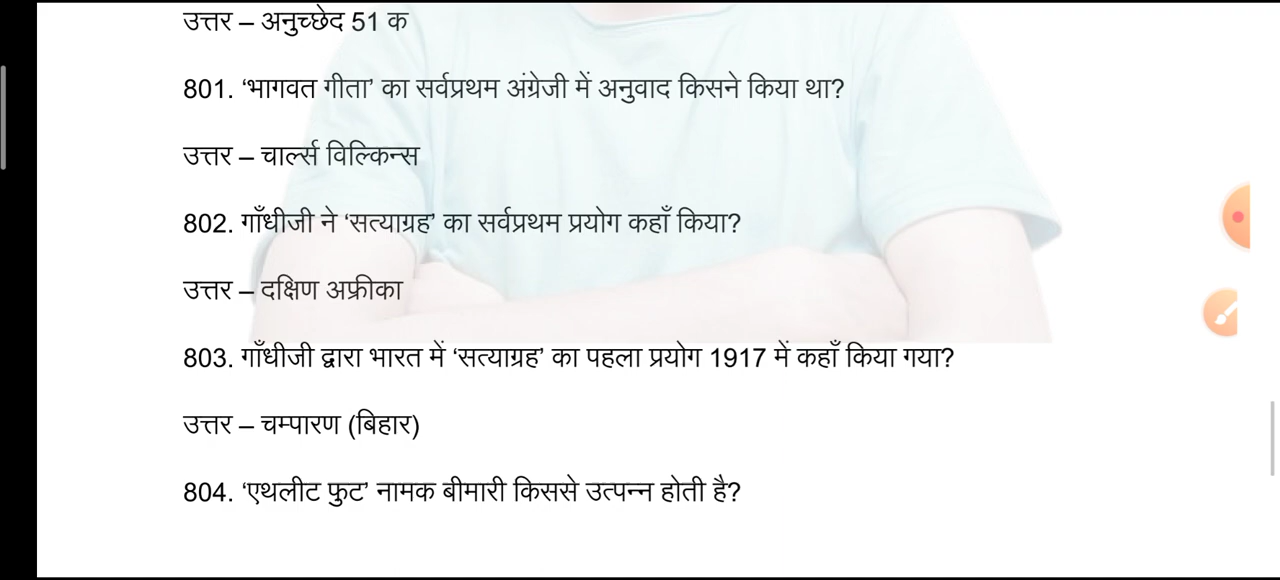 उत्तर – अनुच्छेद 51 क
801. ‘भागवत गीता’ का सर्वप्रथम अंग्रेजी में अनुवाद किसने किया था?
उत्तर – चार्ल्स विल्किन्स
802. गाँधीजी ने ‘सत्याग्रह’ का सर्वप्रथम प्रयोग कहाँ किया?
उत्तर – दक्षिण अफ्रीका
803. गाँधीजी द्वारा भारत में ‘सत्याग्रह’ का पहला प्रयोग 1917 में कहाँ किया गया?
उत्तर – चम्पारण (बिहार)
804. ‘एथलीट फुट’ नामक बीमारी किससे उत्पन्न होती है?